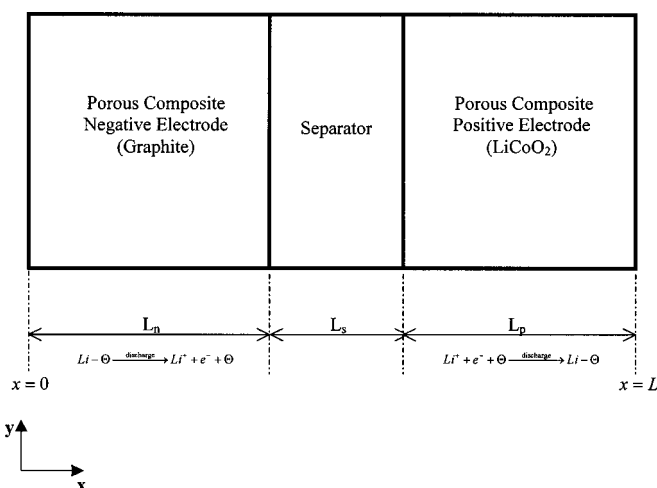 Porous Composite
Negative Electrode
(Graphite)
Separator
Porous Composite
Positive Electrode
(LiCoO₂)
Lₙ
Lₛ
Lₚ
Li – Θ —discharge→ Li⁺ + e⁻ + Θ
Li⁺ + e⁻ + Θ —discharge→ Li – Θ
x = 0
x = L
y
x